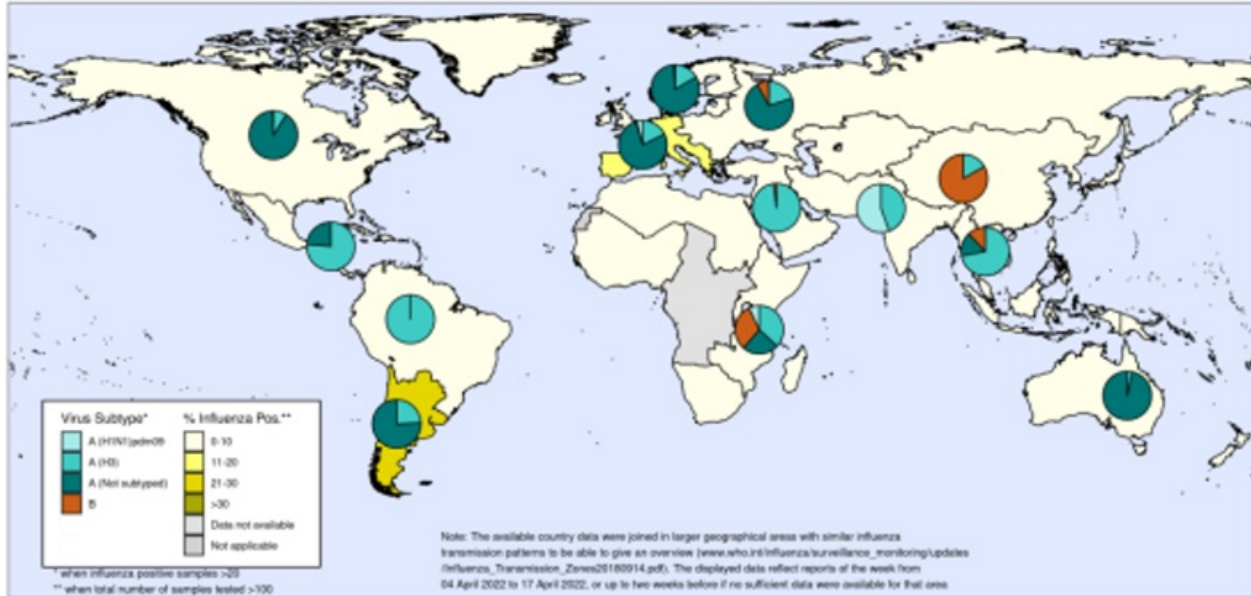 Virus Subtype*
A (H1N1)pdm09
A (H3)
A (Not subtyped)
B
% Influenza Pos.**
0-10
11-20
21-30
>30
Data not available
Not applicable
* when influenza positive samples >20
** when total number of samples tested >100
Note: The available country data were joined in larger geographical areas with similar influenza
transmission patterns to be able to give an overview (www.who.int/influenza/surveillance_monitoring/updates
/Influenza_Transmission_Zones20180914.pdf). The displayed data reflect reports of the week from
04 April 2022 to 17 April 2022, or up to two weeks before if no sufficient data were available for that area